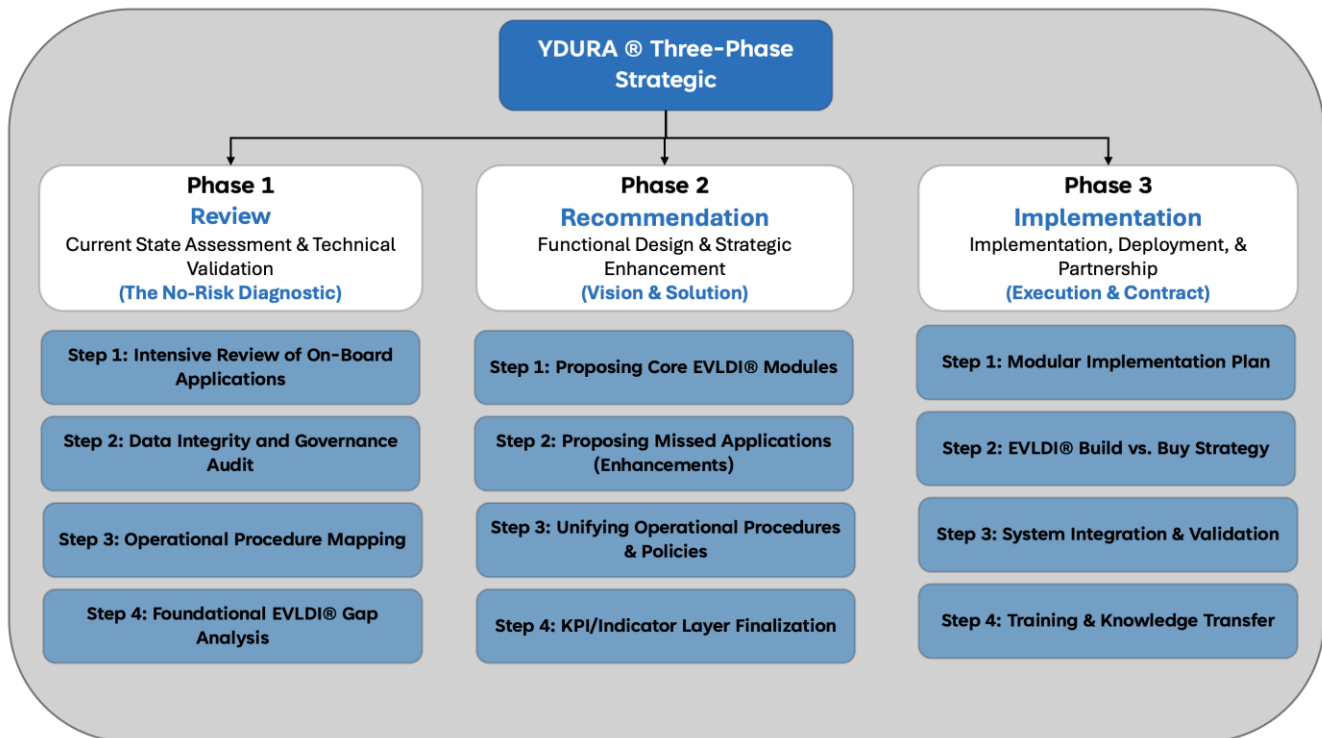 YDURA ® Three-Phase
Strategic
Phase 1
Review
Current State Assessment & Technical
Validation
(The No-Risk Diagnostic)
Step 1: Intensive Review of On-Board
Applications
Step 2: Data Integrity and Governance
Audit
Step 3: Operational Procedure Mapping
Step 4: Foundational EVLDI® Gap
Analysis
Phase 2
Recommendation
Functional Design & Strategic
Enhancement
(Vision & Solution)
Step 1: Proposing Core EVLDI® Modules
Step 2: Proposing Missed Applications
(Enhancements)
Step 3: Unifying Operational Procedures
& Policies
Step 4: KPI/Indicator Layer Finalization
Phase 3
Implementation
Implementation, Deployment, &
Partnership
(Execution & Contract)
Step 1: Modular Implementation Plan
Step 2: EVLDI® Build vs. Buy Strategy
Step 3: System Integration & Validation
Step 4: Training & Knowledge Transfer